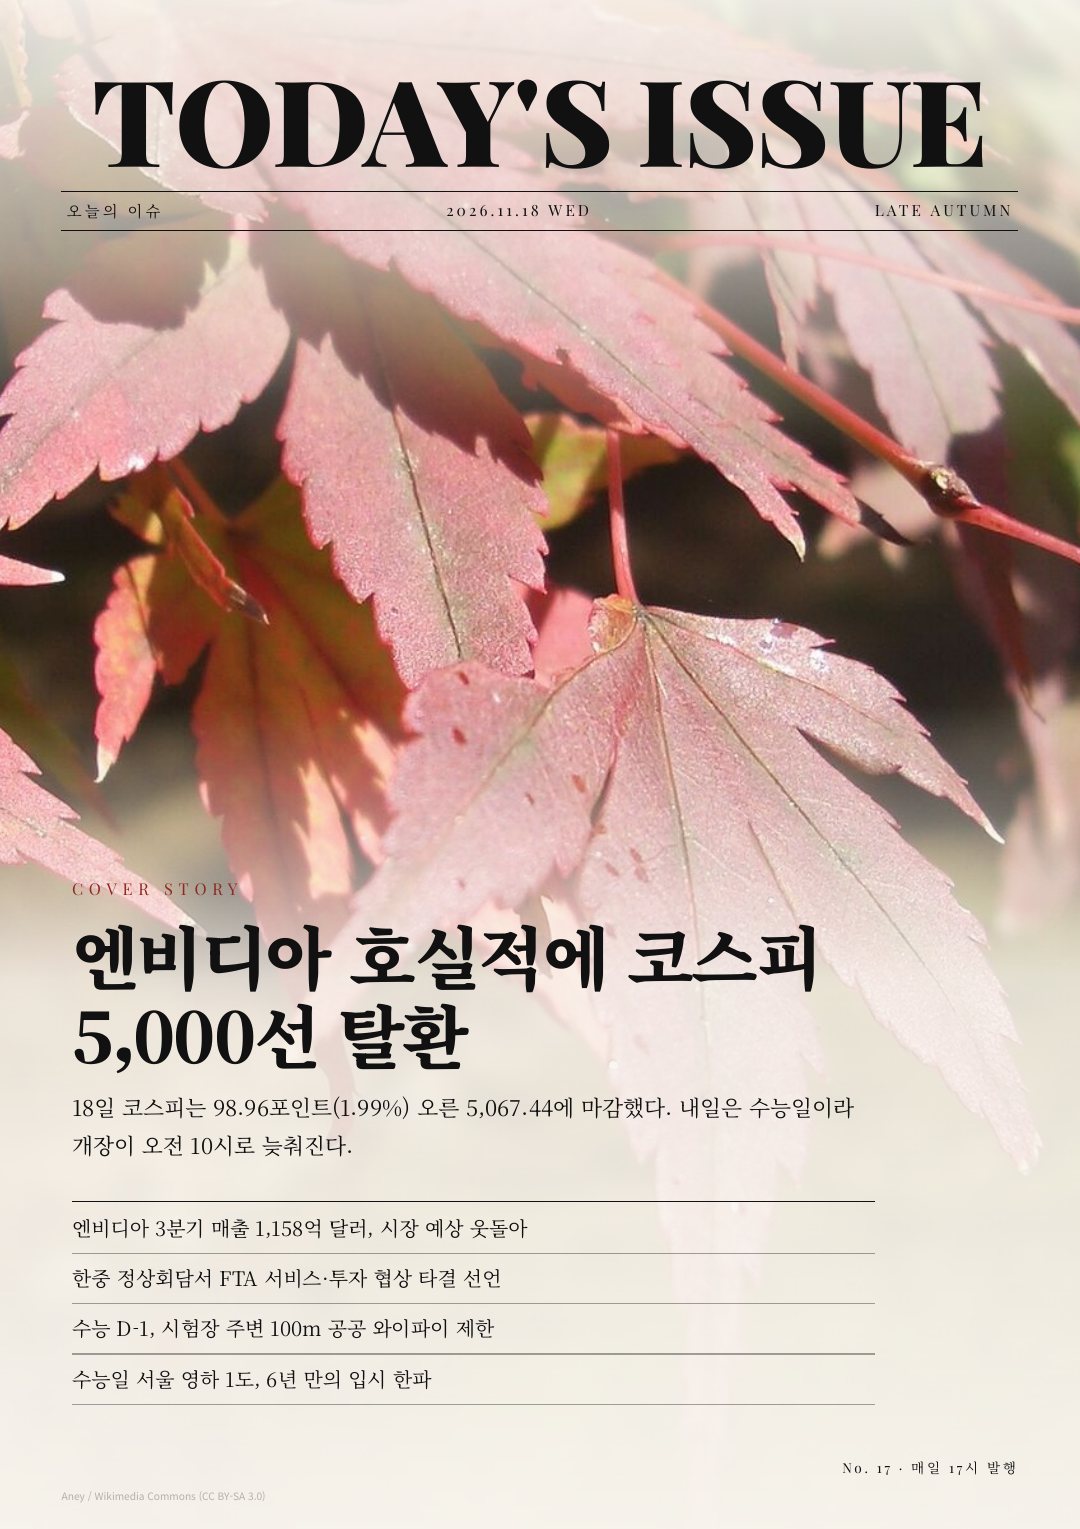 TODAY'S ISSUE
오늘의 이슈
2026.11.18 WED
LATE AUTUMN
COVER STORY
엔비디아 호실적에 코스피
5,000선 탈환
18일 코스피는 98.96포인트(1.99%) 오른 5,067.44에 마감했다. 내일은 수능일이라
개장이 오전 10시로 늦춰진다.
엔비디아 3분기 매출 1,158억 달러, 시장 예상 웃돌아
한중 정상회담서 FTA 서비스·투자 협상 타결 선언
수능 D-1, 시험장 주변 100m 공공 와이파이 제한
수능일 서울 영하 1도, 6년 만의 입시 한파
No. 17 · 매일 17시 발행
Aney / Wikimedia Commons (CC BY-SA 3.0)